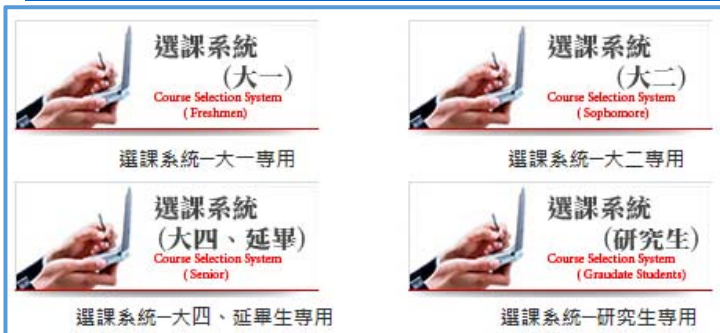 選課系統
(大一)
Course Selection System
( Freshmen)
選課系統─大一專用
選課系統
(大二)
Course Selection System
( Sophomore)
選課系統─大二專用
選課系統
(大四、延畢)
Course Selection System
( Senior)
選課系統─大四、延畢生專用
選課系統
(研究生)
Course Selection System
( Graudate Students)
選課系統─研究生專用